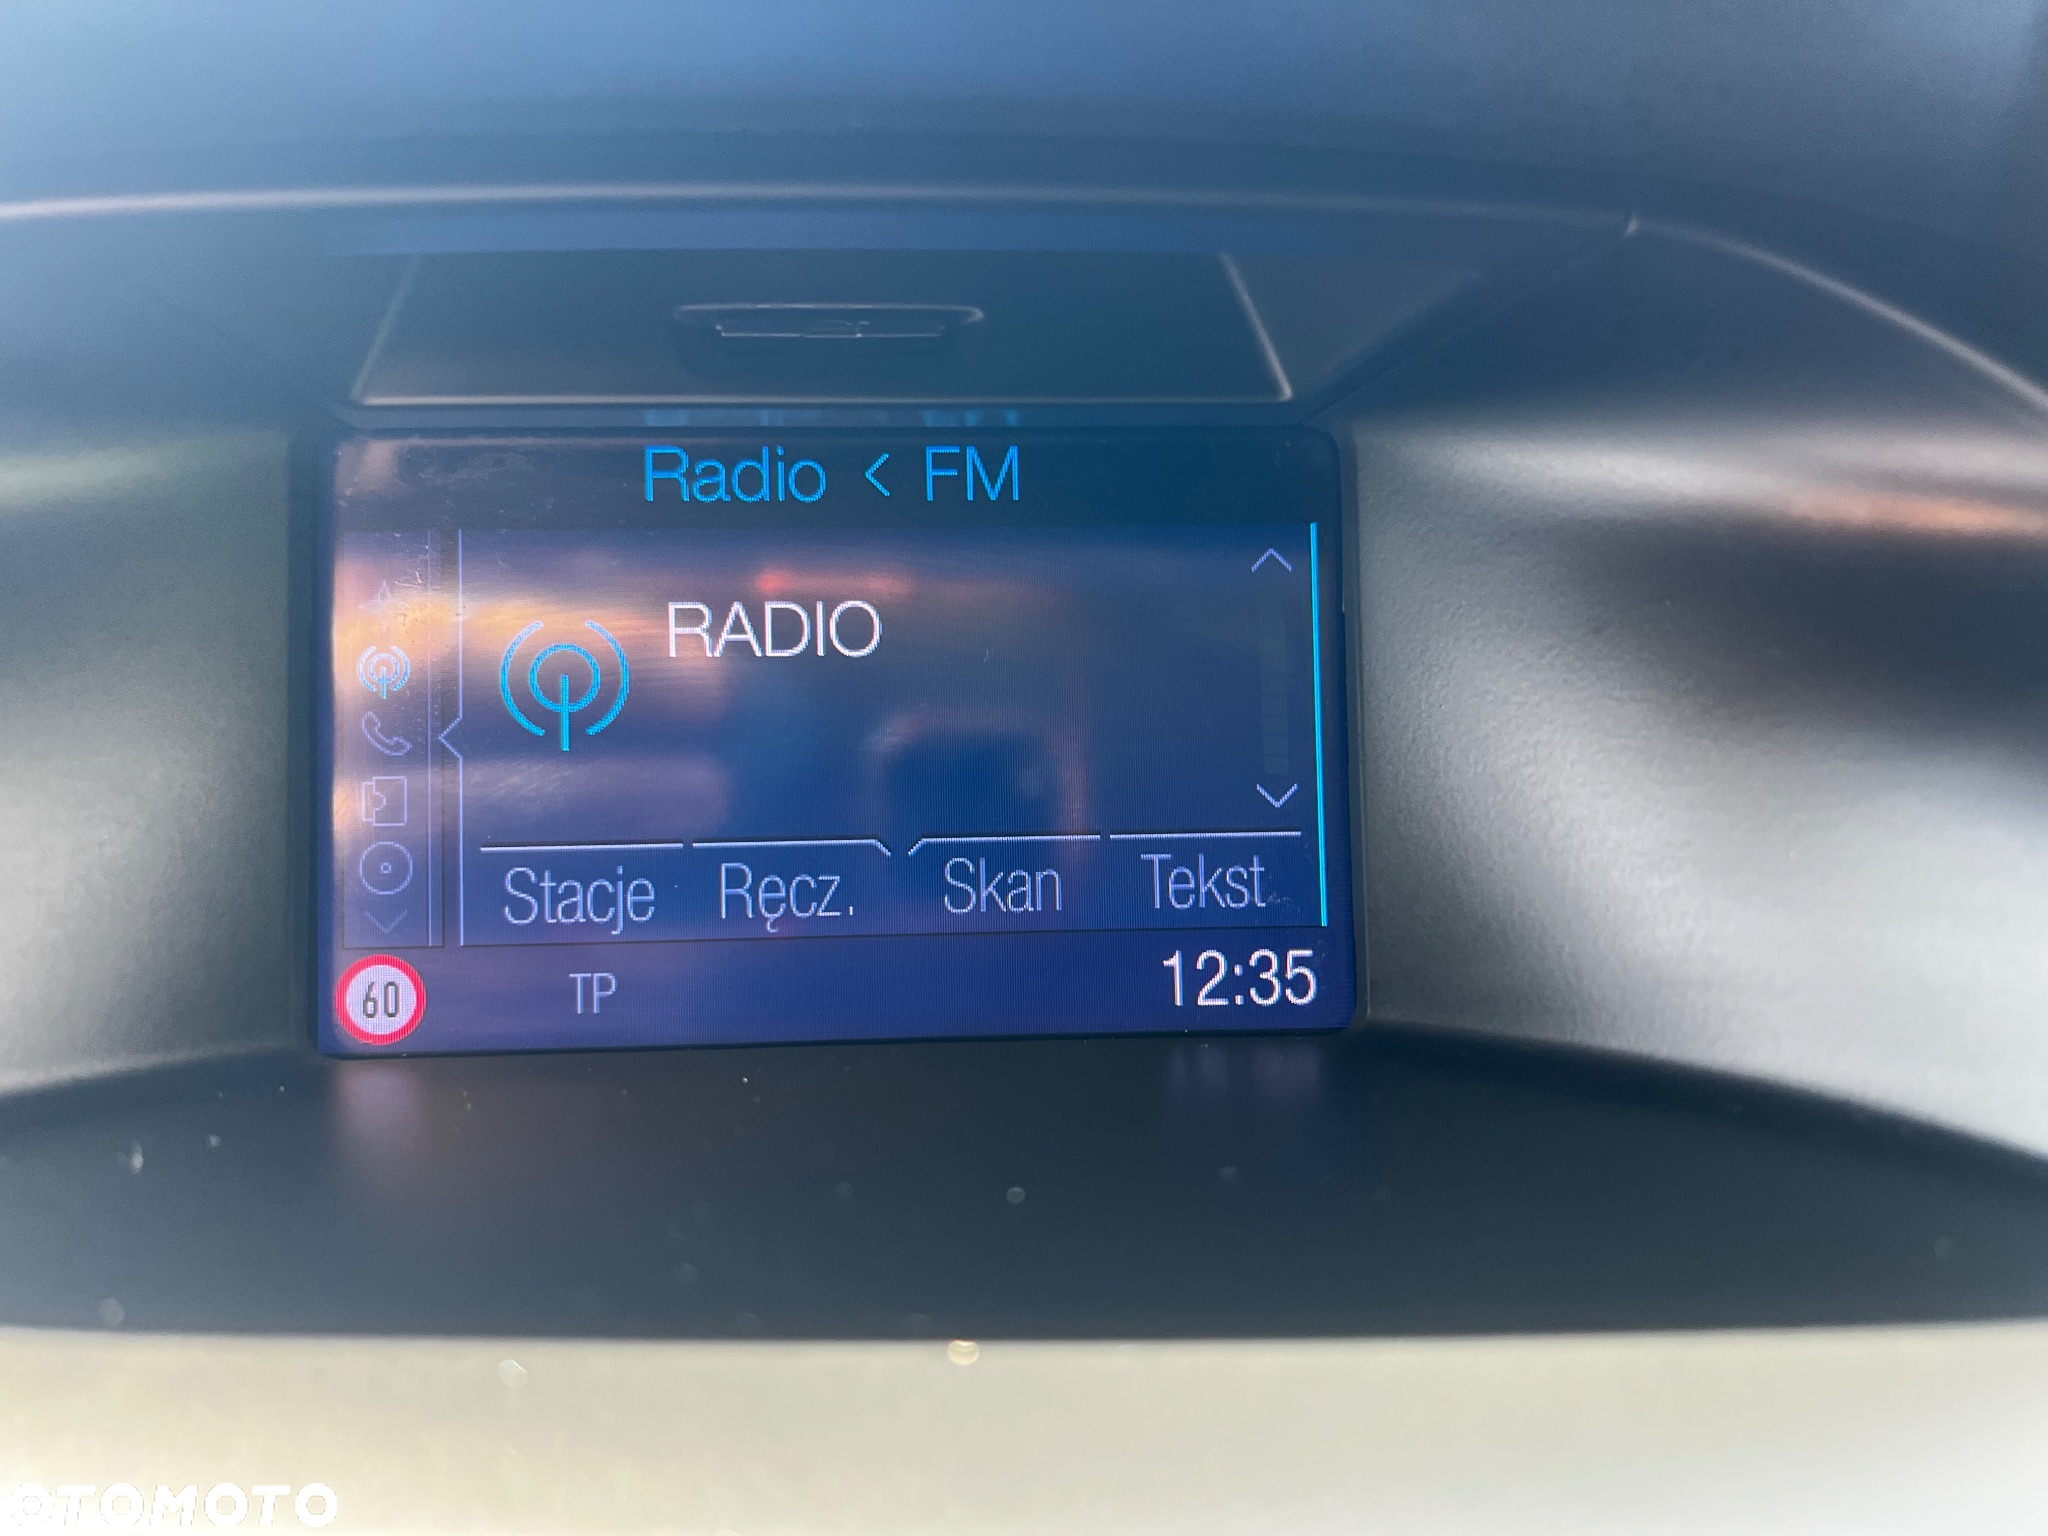 Radio < FM
RADIO
Stacje Ręcz. Skan Tekst
60 TP 12:35
OTOMOTO